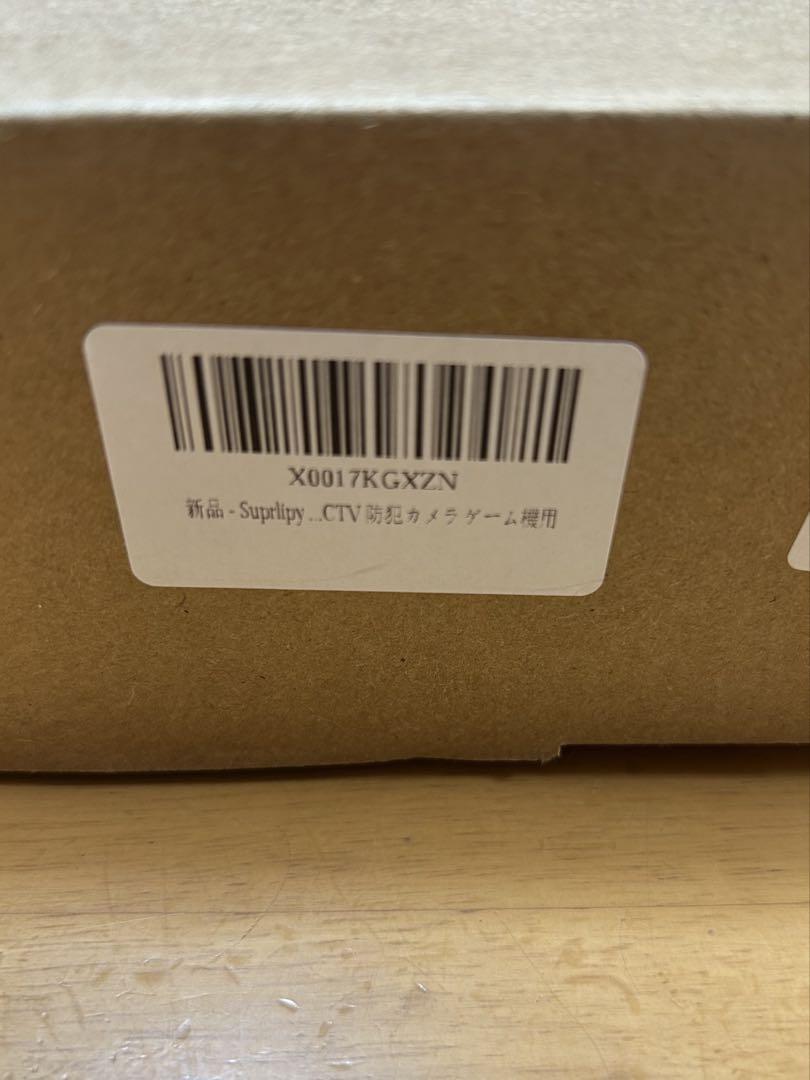 X0017KGXZN
新品 - Suprlipy ...CTV 防犯カメラ ゲーム機用